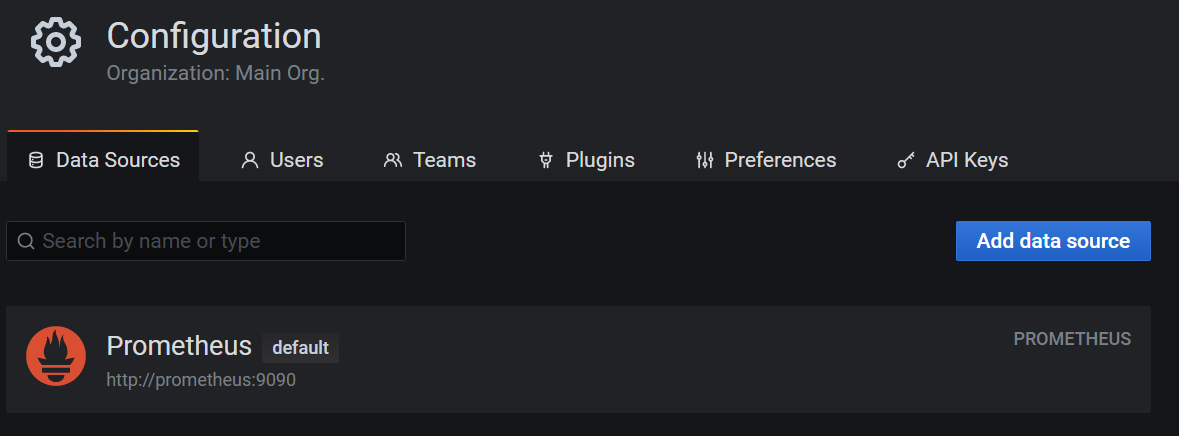 Configuration
Organization: Main Org.
Data Sources Users Teams Plugins Preferences API Keys
Search by name or type Add data source
Prometheus default PROMETHEUS
http://prometheus:9090